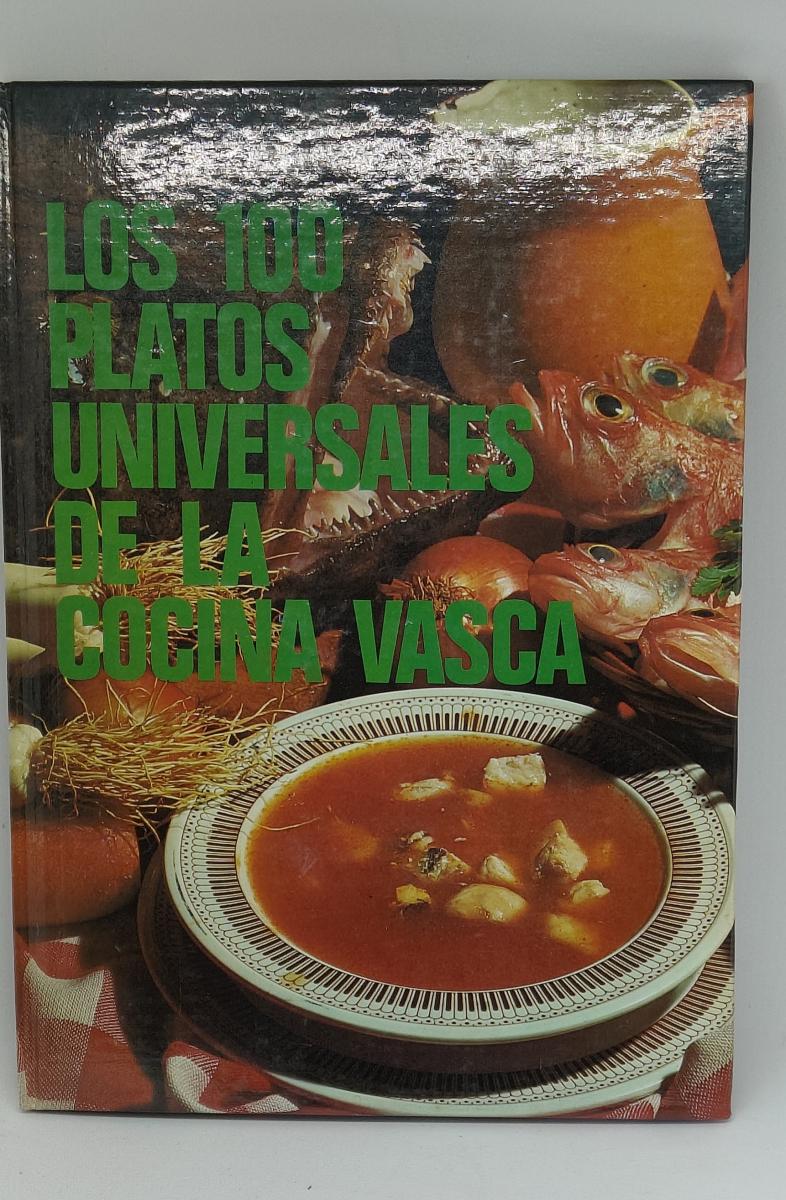 LOS 100
PLATOS
UNIVERSALES
DE LA
COCINA VASCA